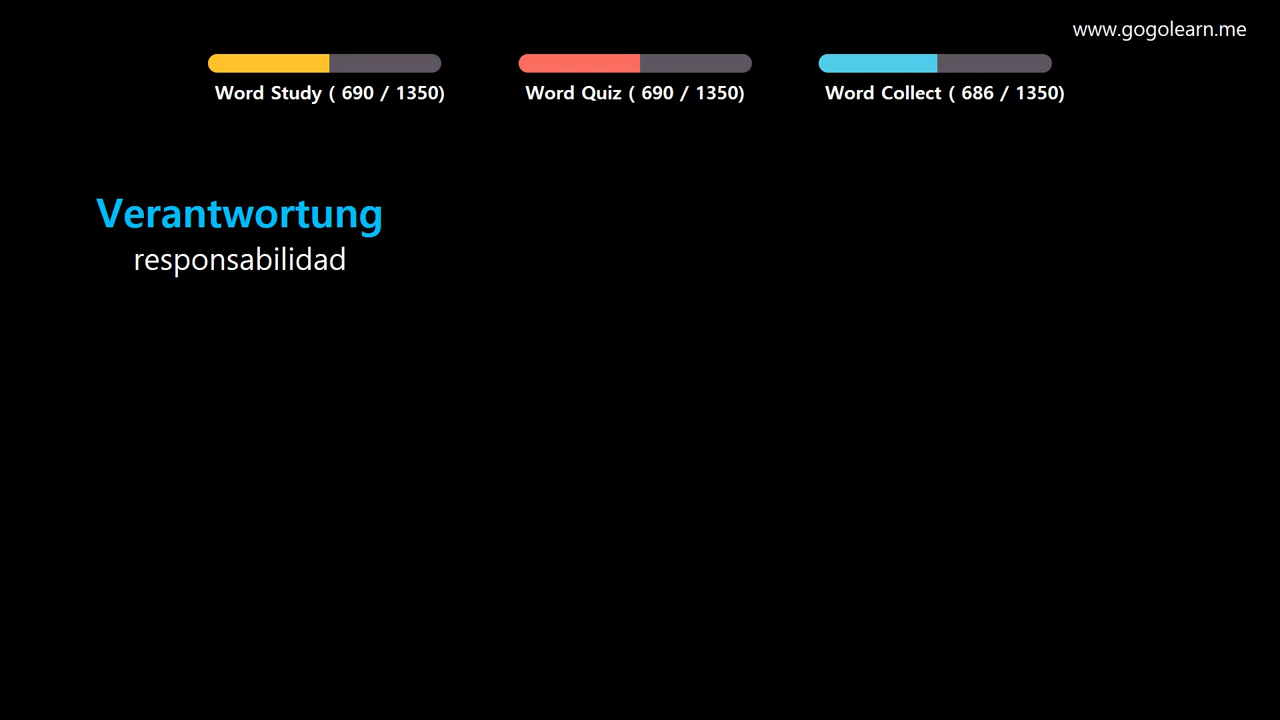 www.gogolearn.me
Word Study ( 690 / 1350)
Word Quiz ( 690 / 1350)
Word Collect ( 686 / 1350)
Verantwortung
responsabilidad